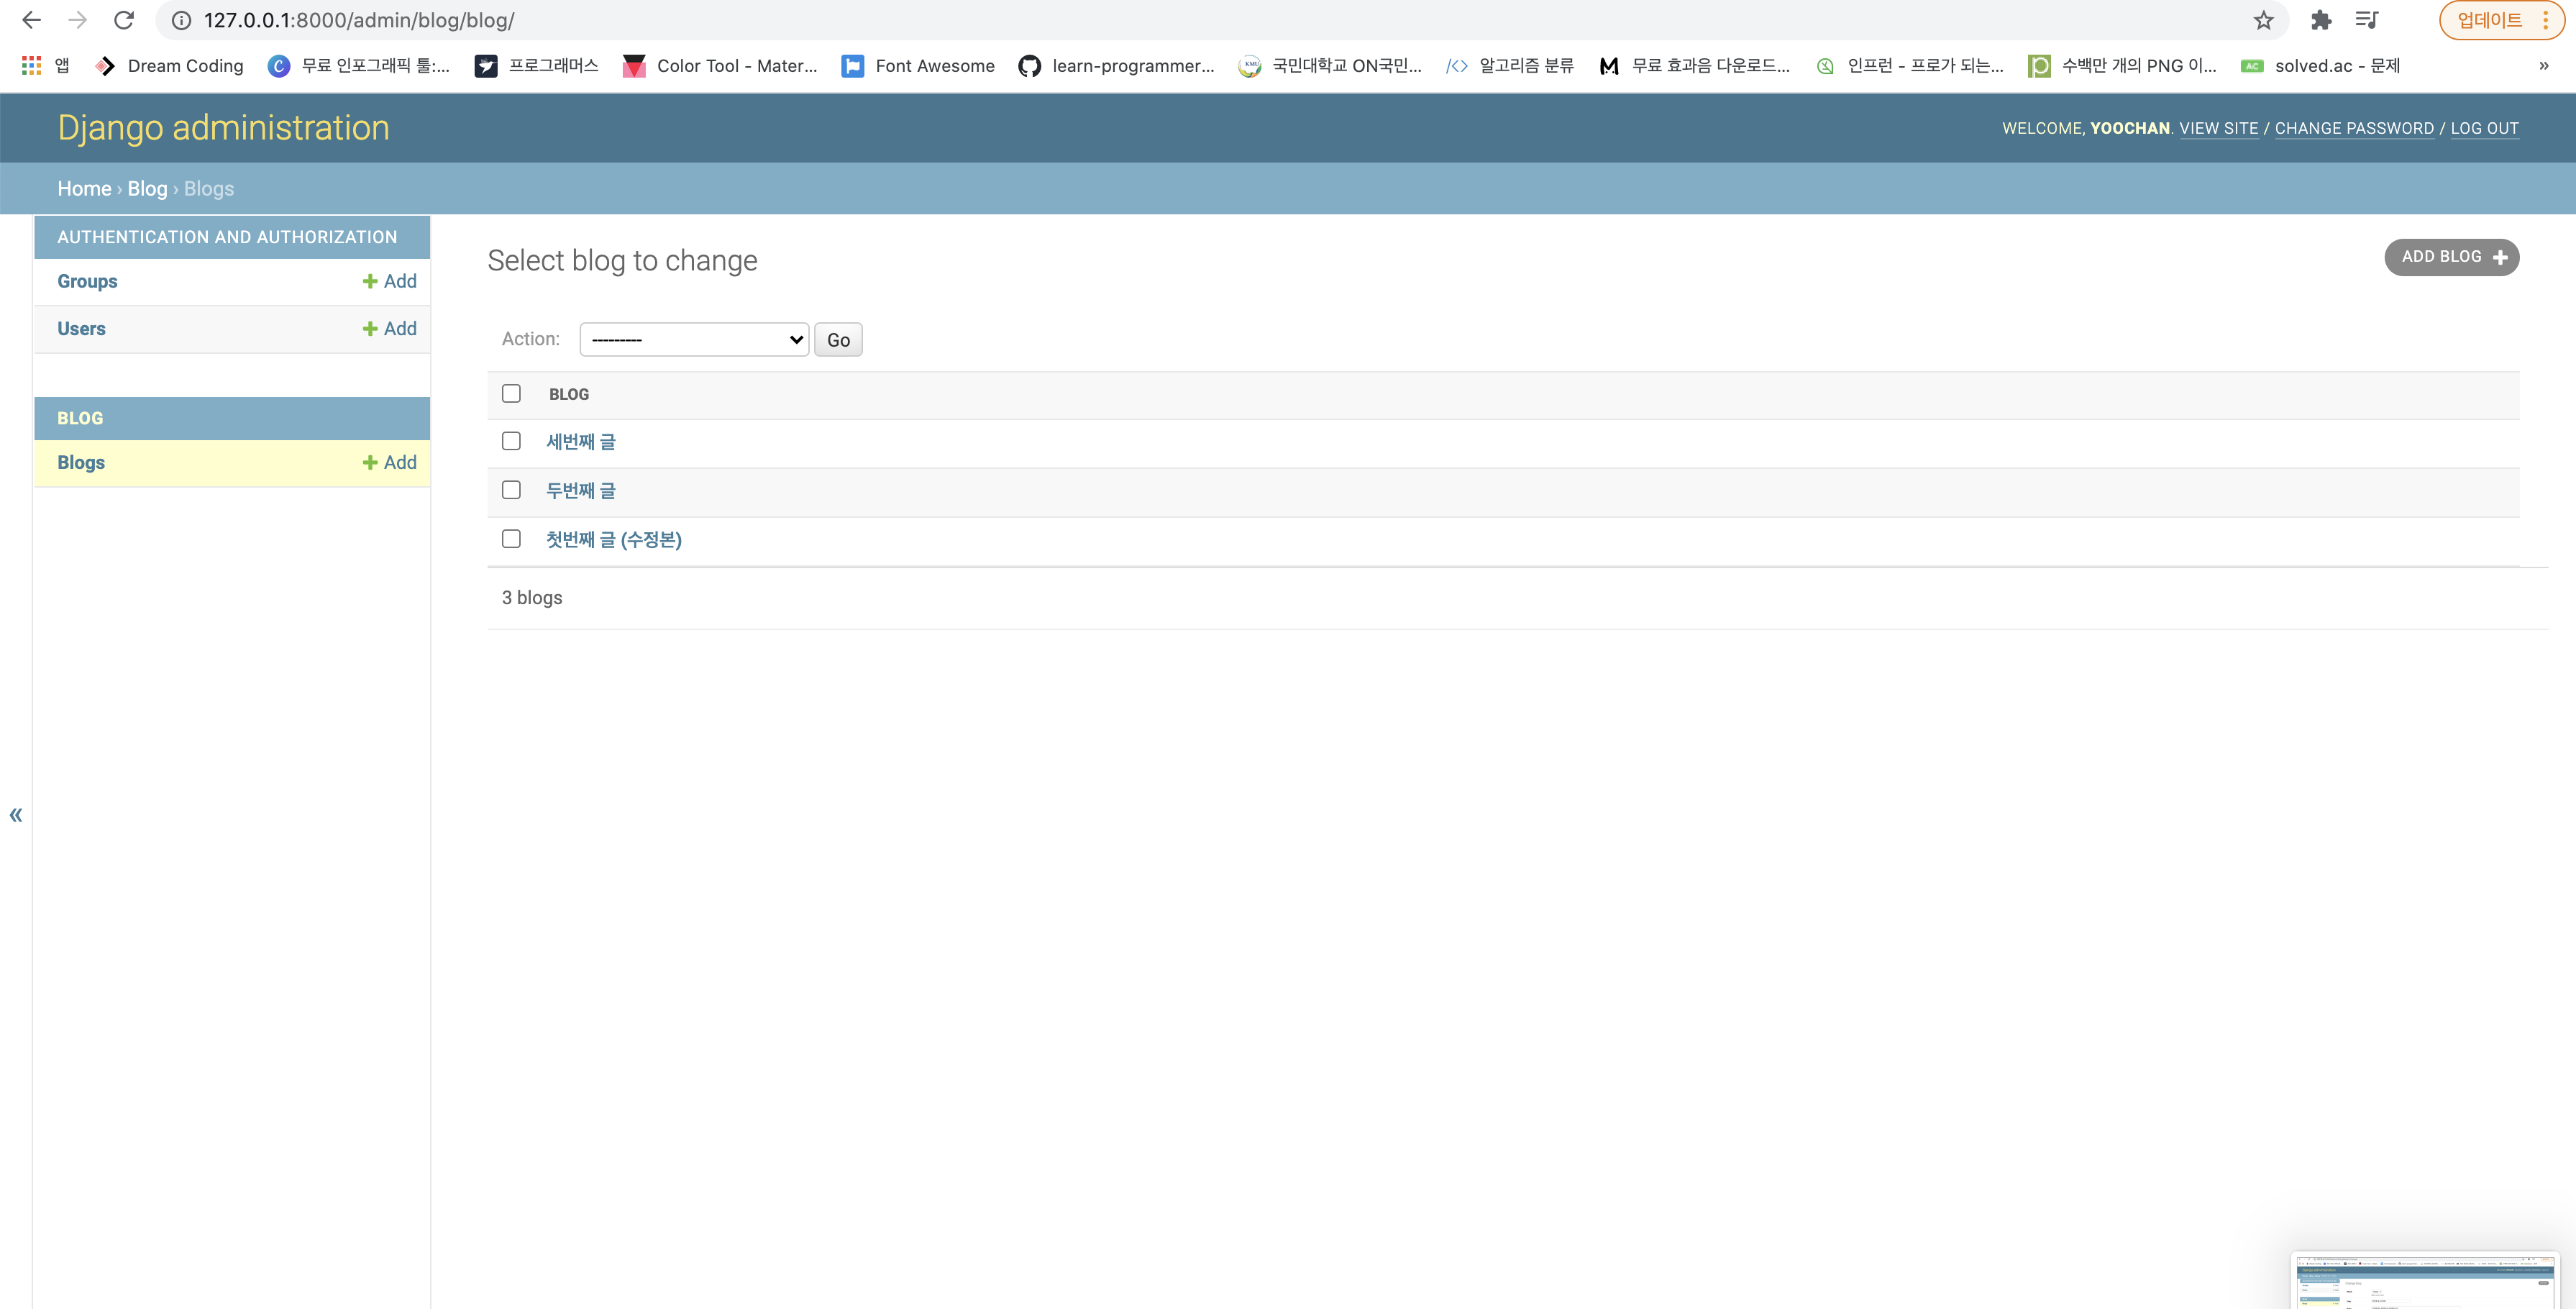 127.0.0.1:8000/admin/blog/blog/
업데이트
앱 Dream Coding 무료 인포그래픽 툴:... 프로그래머스 Color Tool - Mater... Font Awesome learn-programmer... 국민대학교 ON국민... 알고리즘 분류 무료 효과음 다운로드... 인프런 - 프로가 되는... 수백만 개의 PNG 이... solved.ac - 문제 »
Django administration
WELCOME, YOOCHAN. VIEW SITE / CHANGE PASSWORD / LOG OUT
Home › Blog › Blogs
AUTHENTICATION AND AUTHORIZATION
Groups + Add
Users + Add
BLOG
Blogs + Add
«
Select blog to change
ADD BLOG +
Action: --------- Go
BLOG
세번째 글
두번째 글
첫번째 글 (수정본)
3 blogs